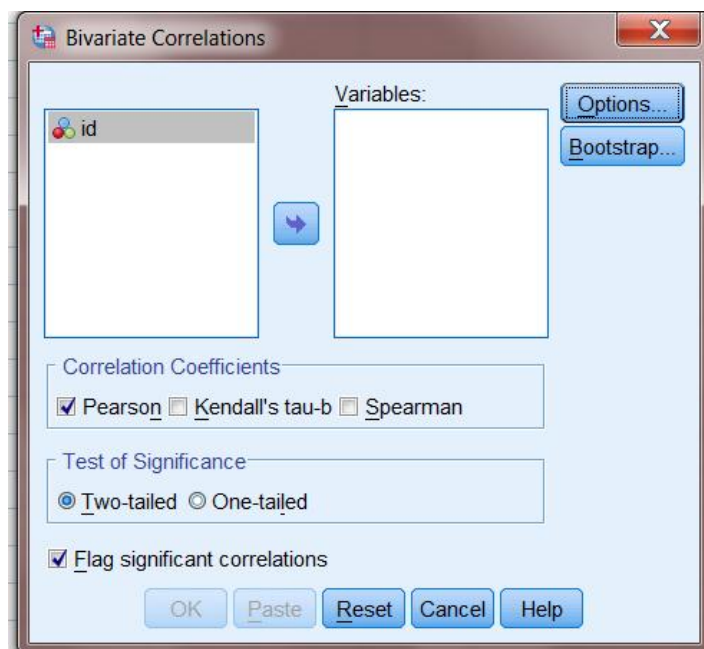 Bivariate Correlations
X
Variables:
id
Options...
Bootstrap...
Correlation Coefficients
Pearson Kendall's tau-b Spearman
Test of Significance
Two-tailed One-tailed
Flag significant correlations
OK Paste Reset Cancel Help